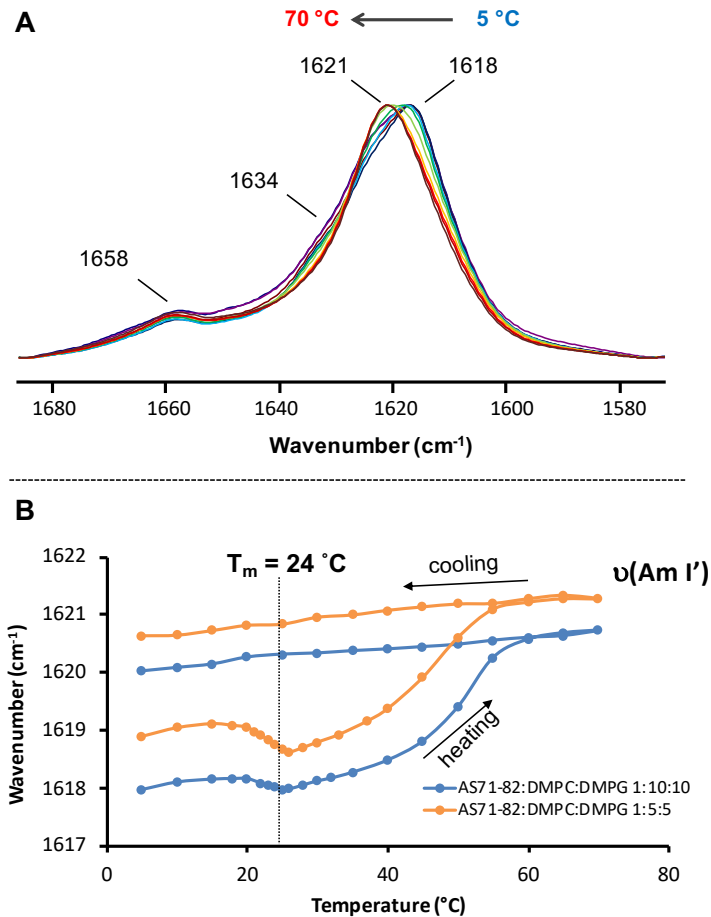 A
70 °C 5 °C
1621 1618
1634
1658
1680 1660 1640 1620 1600 1580
Wavenumber (cm⁻¹)
B
Tm = 24 ˚C
cooling
υ(Am I’)
heating
1622
1621
1620
1619
1618
1617
Wavenumber (cm⁻¹)
AS71-82:DMPC:DMPG 1:10:10
AS71-82:DMPC:DMPG 1:5:5
0 20 40 60 80
Temperature (°C)